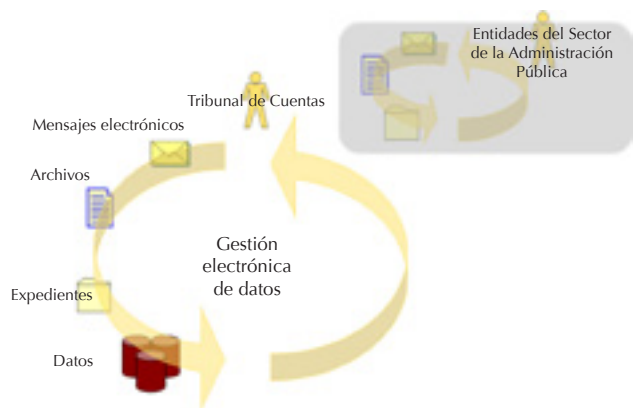 Entidades del Sector
de la Administración
Pública
Tribunal de Cuentas
Mensajes electrónicos
Archivos
Gestión
electrónica
de datos
Expedientes
Datos